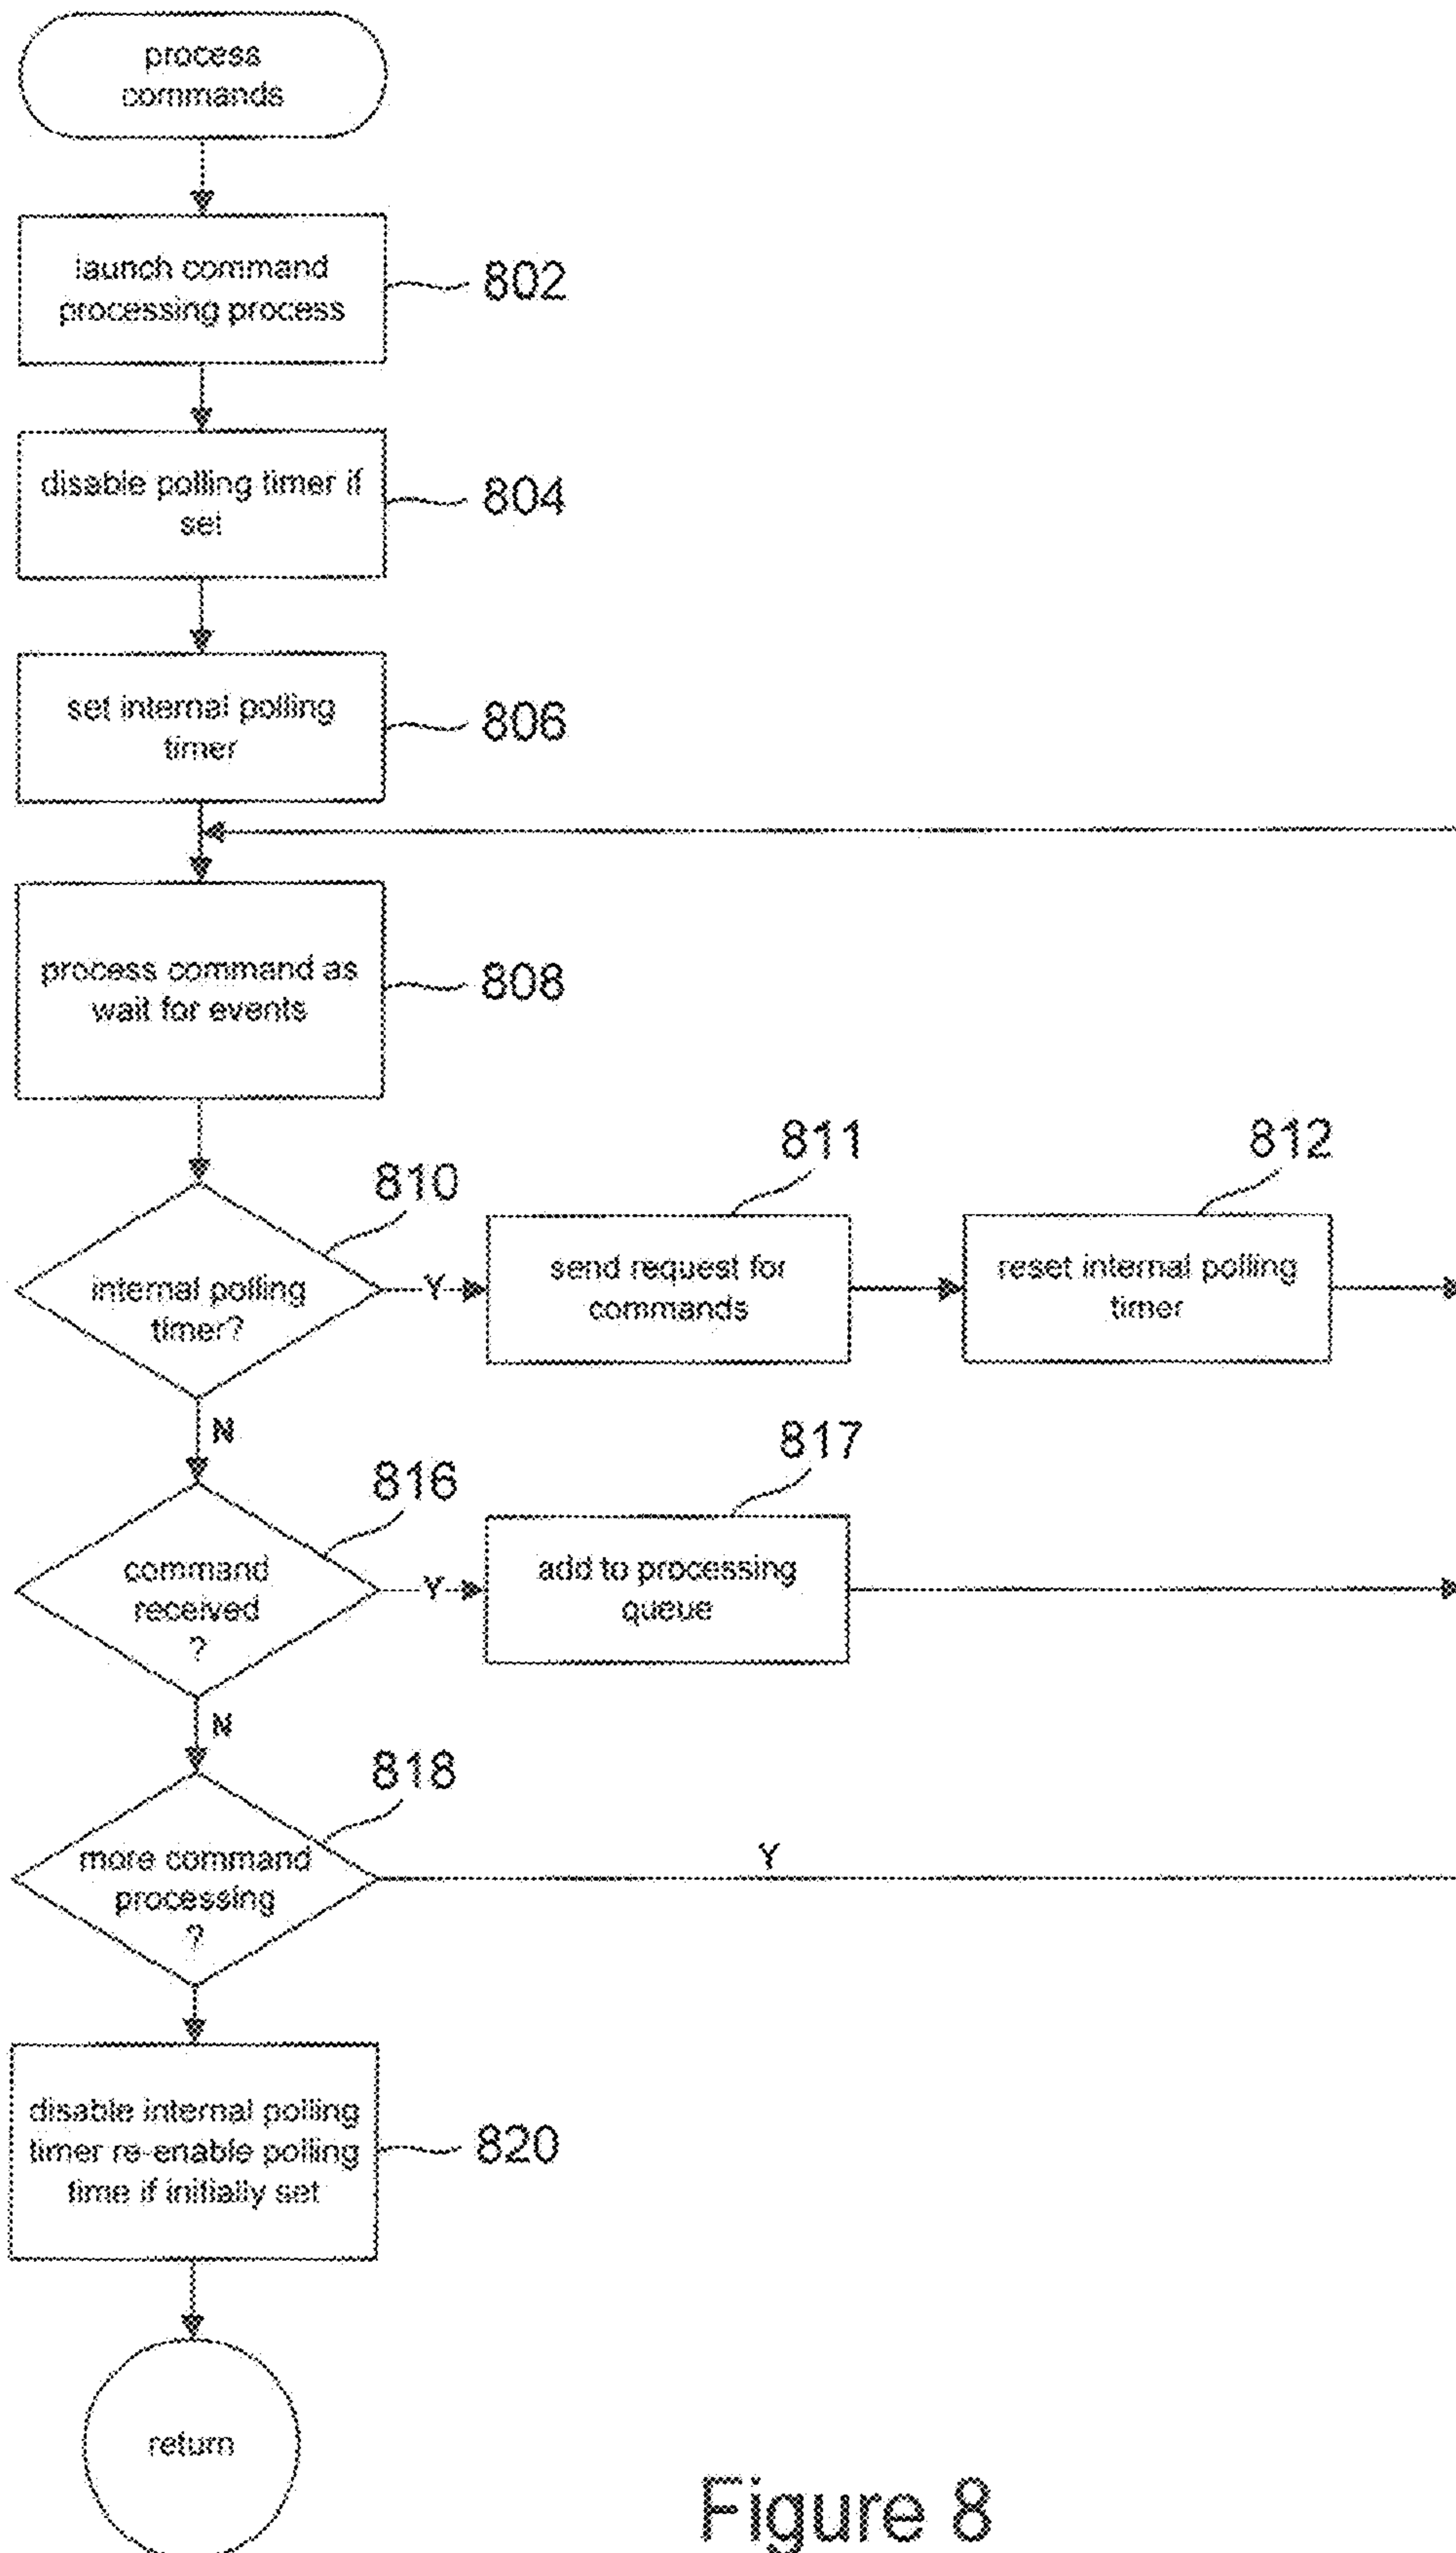 process
commands
launch command
processing process
802
disable polling timer if
set
804
set internal polling
timer
806
process command as
wait for events
808
810
internal polling
timer?
Y
811
send request for
commands
812
reset internal polling
timer
N
816
command
received
?
Y
817
add to processing
queue
N
818
more command
processing
?
Y
disable internal polling
timer re-enable polling
time if initially set
820
return
Figure 8